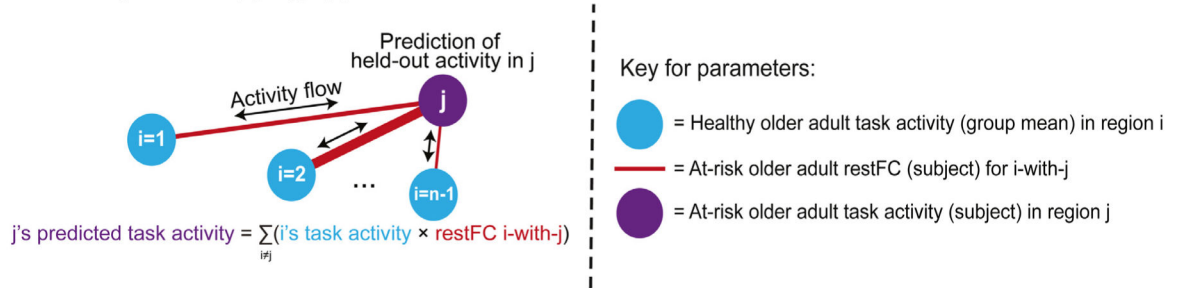 Prediction of
held-out activity in j
Activity flow
j
i=1
i=2
...
i=n-1
j's predicted task activity = ∑(i's task activity × restFC i-with-j)
i≠j
Key for parameters:
= Healthy older adult task activity (group mean) in region i
= At-risk older adult restFC (subject) for i-with-j
= At-risk older adult task activity (subject) in region j